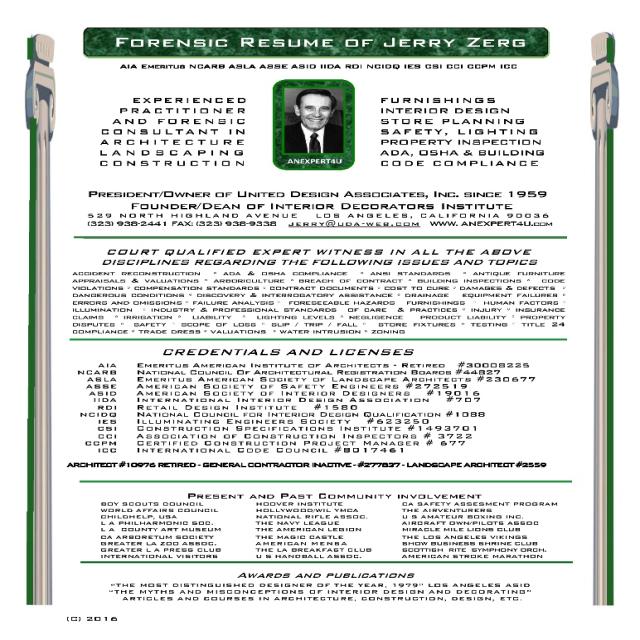 FORENSIC RESUME OF JERRY ZERG
AIA EMERITUS NCARB ASLA ASSE ASID IIDA RDI NCIDQ IES CSI CCI CCPM ICC
EXPERIENCED
PRACTITIONER
AND FORENSIC
CONSULTANT IN
ARCHITECTURE
LANDSCAPING
CONSTRUCTION
ANEXPERT4U
FURNISHINGS
INTERIOR DESIGN
STORE PLANNING
SAFETY, LIGHTING
PROPERTY INSPECTION
ADA, OSHA & BUILDING
CODE COMPLIANCE
PRESIDENT/OWNER OF UNITED DESIGN ASSOCIATES, INC. SINCE 1959
FOUNDER/DEAN OF INTERIOR DECORATORS INSTITUTE
529 NORTH HIGHLAND AVENUE LOS ANGELES, CALIFORNIA 90036
(323) 938-2441 FAX: (323) 938-9338 JERRY@UDA-WEB.COM WWW. ANEXPERT4U.COM
COURT QUALIFIED EXPERT WITNESS IN ALL THE ABOVE
DISCIPLINES REGARDING THE FOLLOWING ISSUES AND TOPICS
ACCIDENT RECONSTRUCTION * ADA & OSHA COMPLIANCE * ANSI STANDARDS * ANTIQUE FURNITURE
APPRAISALS & VALUATIONS * ARBORICULTURE * BREACH OF CONTRACT * BUILDING INSPECTIONS * CODE
VIOLATIONS * COMPENSATION STANDARDS * CONTRACT DOCUMENTS * COST TO CURE * DAMAGES & DEFECTS *
DANGEROUS CONDITIONS * DISCOVERY & INTERROGATORY ASSISTANCE * DRAINAGE EQUIPMENT FAILURES *
ERRORS AND OMISSIONS * FAILURE ANALYSIS * FORESEEABLE HAZARDS FURNISHINGS * HUMAN FACTORS *
ILLUMINATION * INDUSTRY & PROFESSIONAL STANDARDS OF CARE & PRACTICES * INJURY * INSURANCE
CLAIMS * IRRIGATION * LIABILITY * LIGHTING LEVELS * NEGLIGENCE PRODUCT LIABILITY * PROPERTY
DISPUTES * SAFETY * SCOPE OF LOSS * SLIP / TRIP / FALL * STORE FIXTURES * TESTING * TITLE 24
COMPLIANCE * TRADE DRESS * VALUATIONS * WATER INTRUSION * ZONING
CREDENTIALS AND LICENSES
AIA EMERITUS AMERICAN INSTITUTE OF ARCHITECTS - RETIRED #30008225
NCARB NATIONAL COUNCIL OF ARCHITECTURAL REGISTRATION BOARDS #44827
ASLA EMERITUS AMERICAN SOCIETY OF LANDSCAPE ARCHITECTS #230677
ASSE AMERICAN SOCIETY OF SAFETY ENGINEERS #272519
ASID AMERICAN SOCIETY OF INTERIOR DESIGNERS #19016
IIDA INTERNATIONAL INTERIOR DESIGN ASSOCIATION #707
RDI RETAIL DESIGN INSTITUTE #1580
NCIDQ NATIONAL COUNCIL FOR INTERIOR DESIGN QUALIFICATION #1088
IES ILLUMINATING ENGINEERS SOCIETY #623250
CSI CONSTRUCTION SPECIFICATIONS INSTITUTE #1493701
CCI ASSOCIATION OF CONSTRUCTION INSPECTORS # 3722
CCPM CERTIFIED CONSTRUCTION PROJECT MANAGER # 677
ICC INTERNATIONAL CODE COUNCIL #8017461
ARCHITECT #10976 RETIRED - GENERAL CONTRACTOR INACTIVE - #277837 - LANDSCAPE ARCHITECT #2559
PRESENT AND PAST COMMUNITY INVOLVEMENT
BOY SCOUTS COUNCIL HOOVER INSTITUTE CA SAFETY ASSESMENT PROGRAM
WORLD AFFAIRS COUNCIL HOLLYWOOD/WIL YMCA THE AIRVENTURERS
CHILDHELP, USA NATIONAL RIFLE ASSOC. U S AMATEUR BOXING INC.
L A PHILHARMONIC SOC. THE NAVY LEAGUE AIRCRAFT OWN/PILOTS ASSOC
L A COUNTY ART MUSEUM THE AMERICAN LEGION MIRACLE MILE LIONS CLUB
CA ARBORETUM SOCIETY THE MAGIC CASTLE THE LOS ANGELES VIKINGS
GREATER LA ZOO ASSOC. AMERICAN MENSA SHOW BUSINESS SHRINE CLUB
GREATER L A PRESS CLUB THE LA BREAKFAST CLUB SCOTTISH RITE SYMPHONY ORCH.
INTERNATIONAL VISITORS U S HANDBALL ASSOC. AMERICAN STROKE MARATHON
AWARDS AND PUBLICATIONS
"THE MOST DISTINGUISHED DESIGNER OF THE YEAR, 1979" LOS ANGELES ASID
"THE MYTHS AND MISCONCEPTIONS OF INTERIOR DESIGN AND DECORATING"
ARTICLES AND COURSES IN ARCHITECTURE, CONSTRUCTION, DESIGN, ETC.
(C) 2016